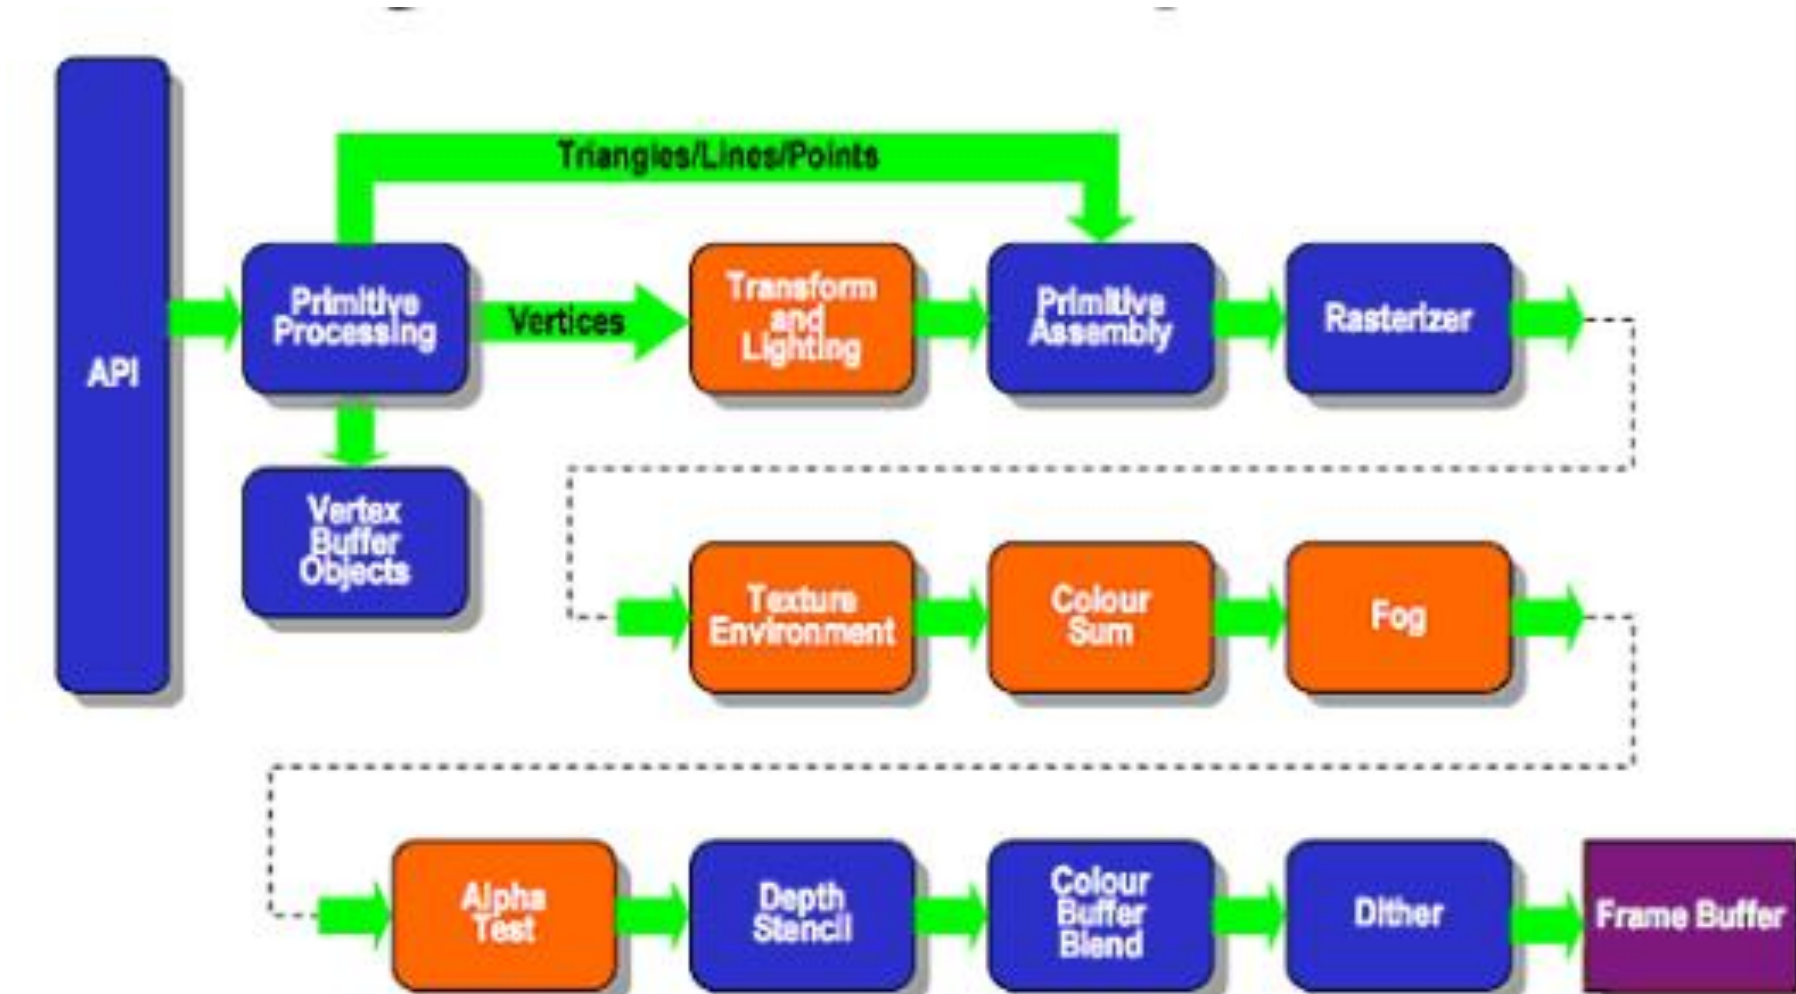 Triangles/Lines/Points
API
Primitive
Processing
Vertices
Transform
and
Lighting
Primitive
Assembly
Rasterizer
Vertex
Buffer
Objects
Texture
Environment
Colour
Sum
Fog
Alpha
Test
Depth
Stencil
Colour
Buffer
Blend
Dither
Frame Buffer